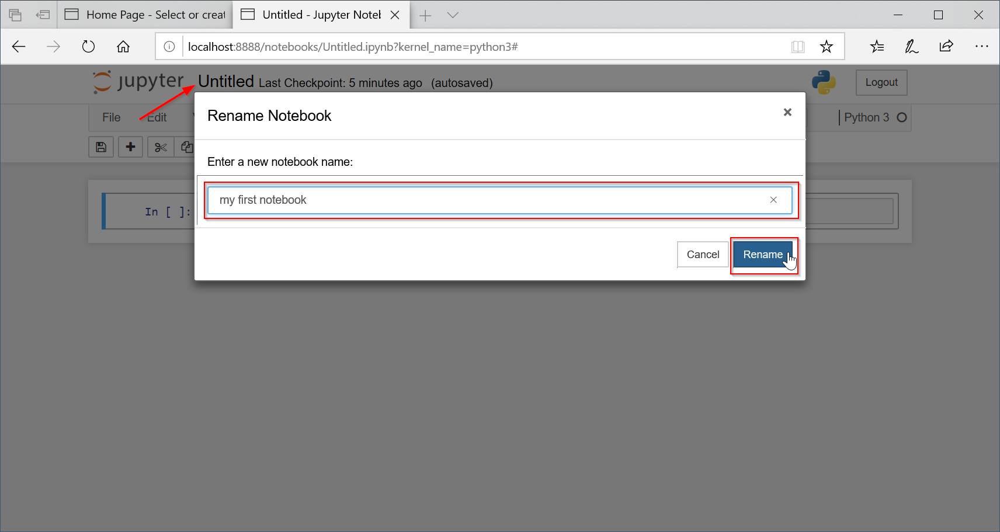 Home Page - Select or creat
Untitled - Jupyter Noteb
localhost:8888/notebooks/Untitled.ipynb?kernel_name=python3#
jupyter Untitled Last Checkpoint: 5 minutes ago (autosaved)
Logout
File Edit
Python 3
Rename Notebook
Enter a new notebook name:
my first notebook
In [ ]:
Cancel Rename